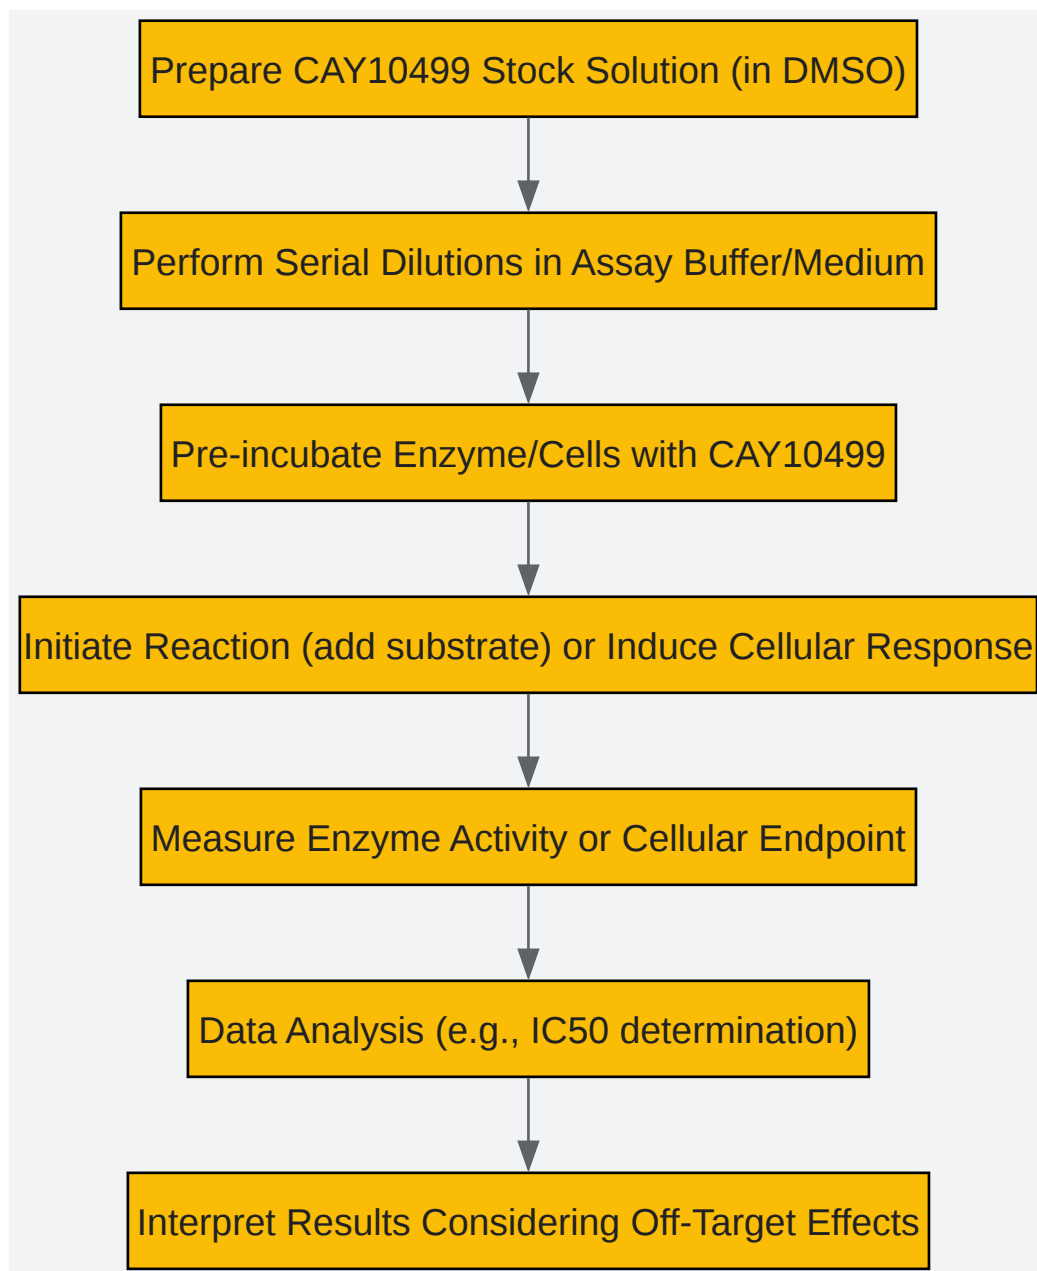 Prepare CAY10499 Stock Solution (in DMSO)
Perform Serial Dilutions in Assay Buffer/Medium
Pre-incubate Enzyme/Cells with CAY10499
Initiate Reaction (add substrate) or Induce Cellular Response
Measure Enzyme Activity or Cellular Endpoint
Data Analysis (e.g., IC50 determination)
Interpret Results Considering Off-Target Effects